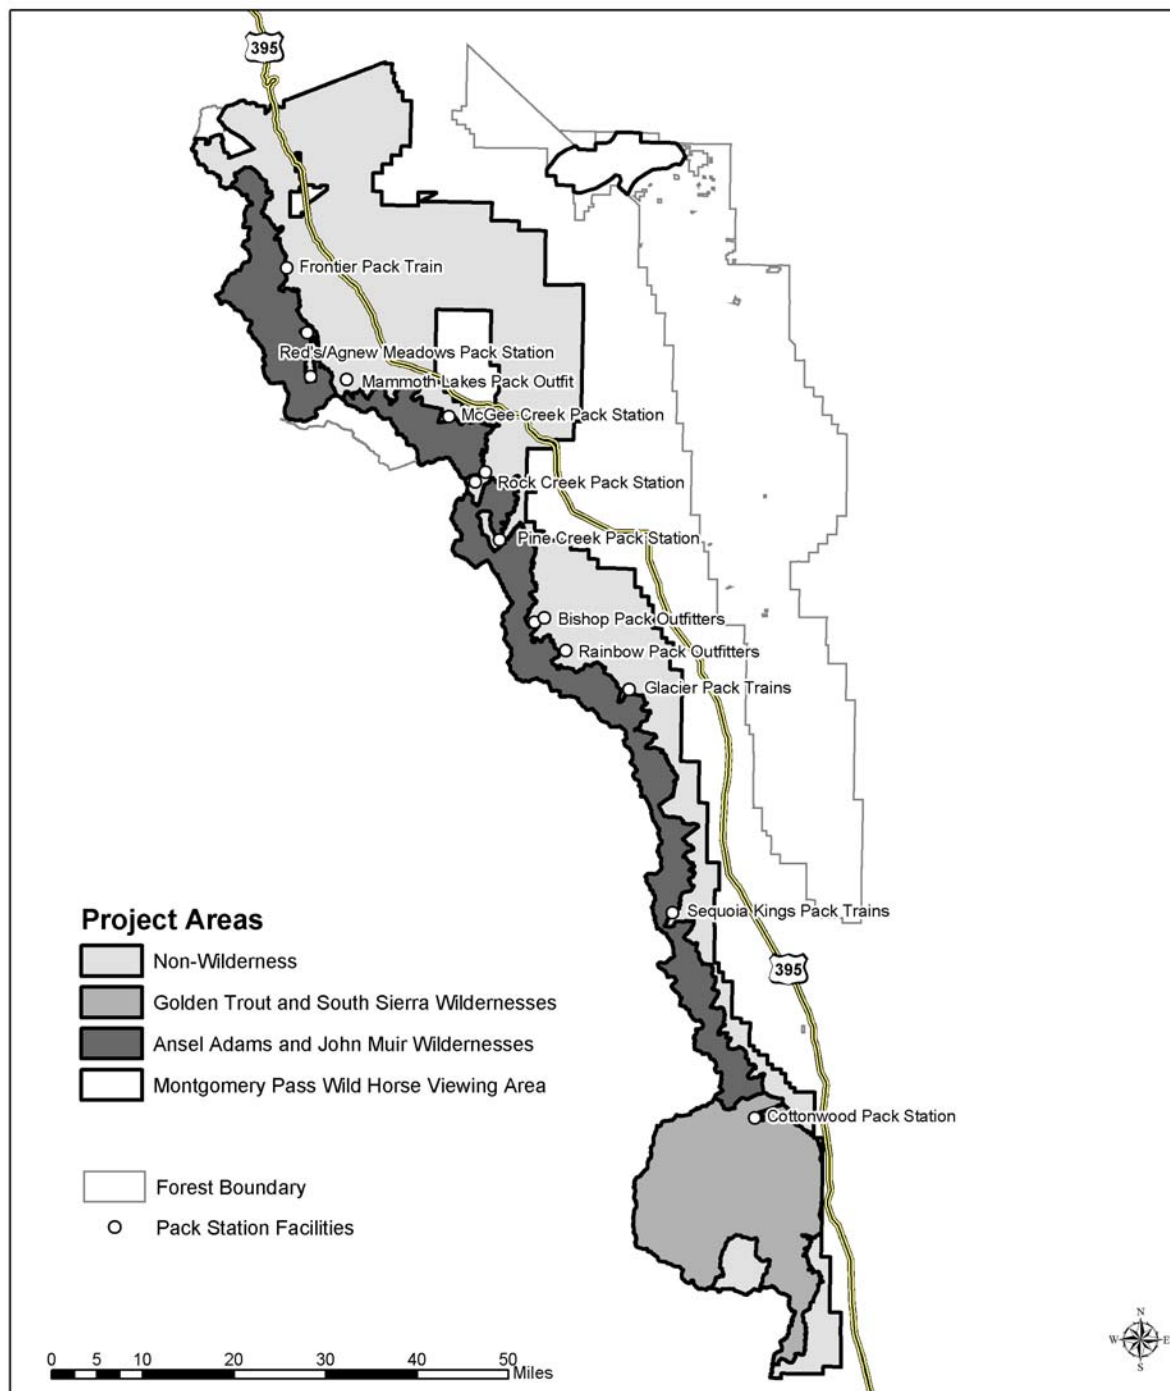 395
Frontier Pack Train
Red's/Agnew Meadows Pack Station
Mammoth Lakes Pack Outfit
McGee Creek Pack Station
Rock Creek Pack Station
Pine Creek Pack Station
Bishop Pack Outfitters
Rainbow Pack Outfitters
Glacier Pack Trains
Sequoia Kings Pack Trains
395
Cottonwood Pack Station
Project Areas
Non-Wilderness
Golden Trout and South Sierra Wildernesses
Ansel Adams and John Muir Wildernesses
Montgomery Pass Wild Horse Viewing Area
Forest Boundary
Pack Station Facilities
0 5 10 20 30 40 50 Miles
N
W E
S